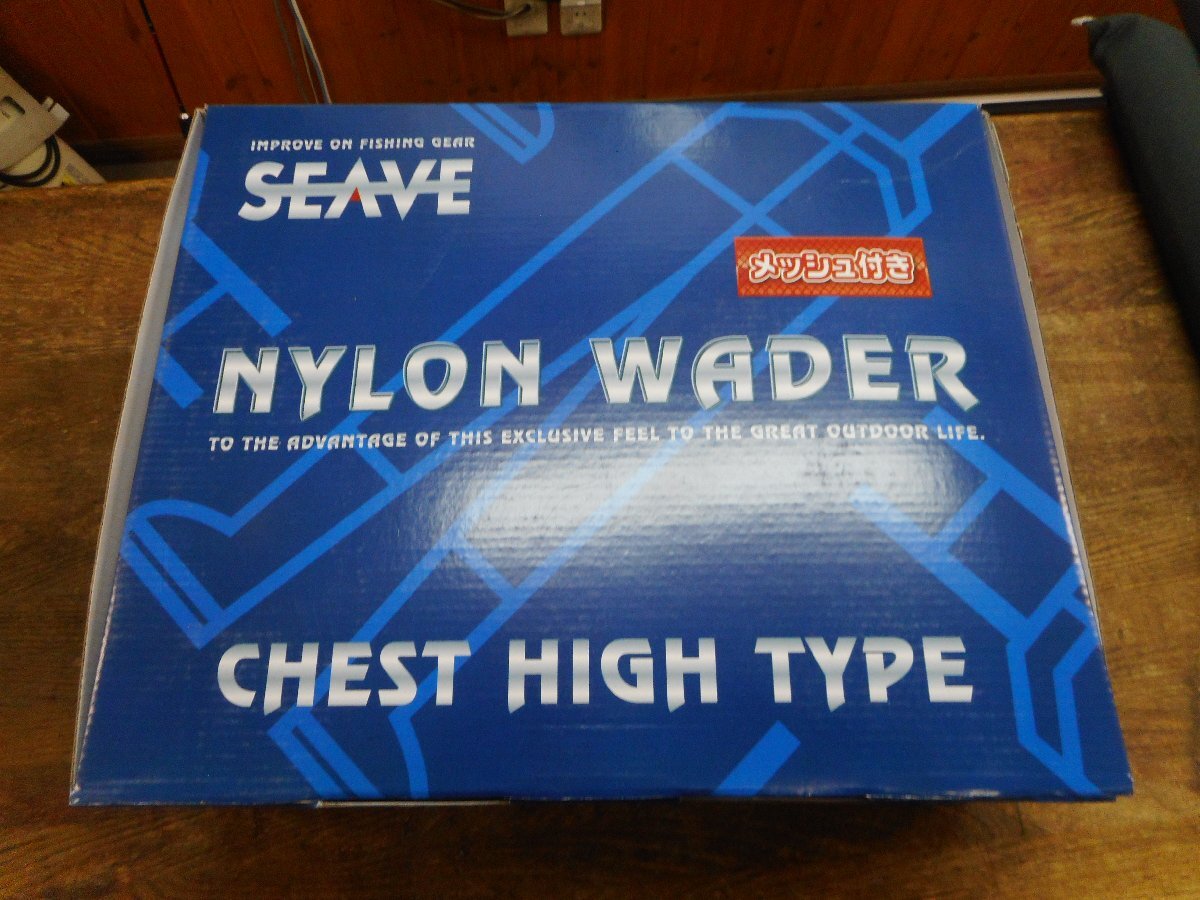 IMPROVE ON FISHING GEAR
SEAVE
メッシュ付き
NYLON WADER
TO THE ADVANTAGE OF THIS EXCLUSIVE FEEL TO THE GREAT OUTDOOR LIFE.
CHEST HIGH TYPE